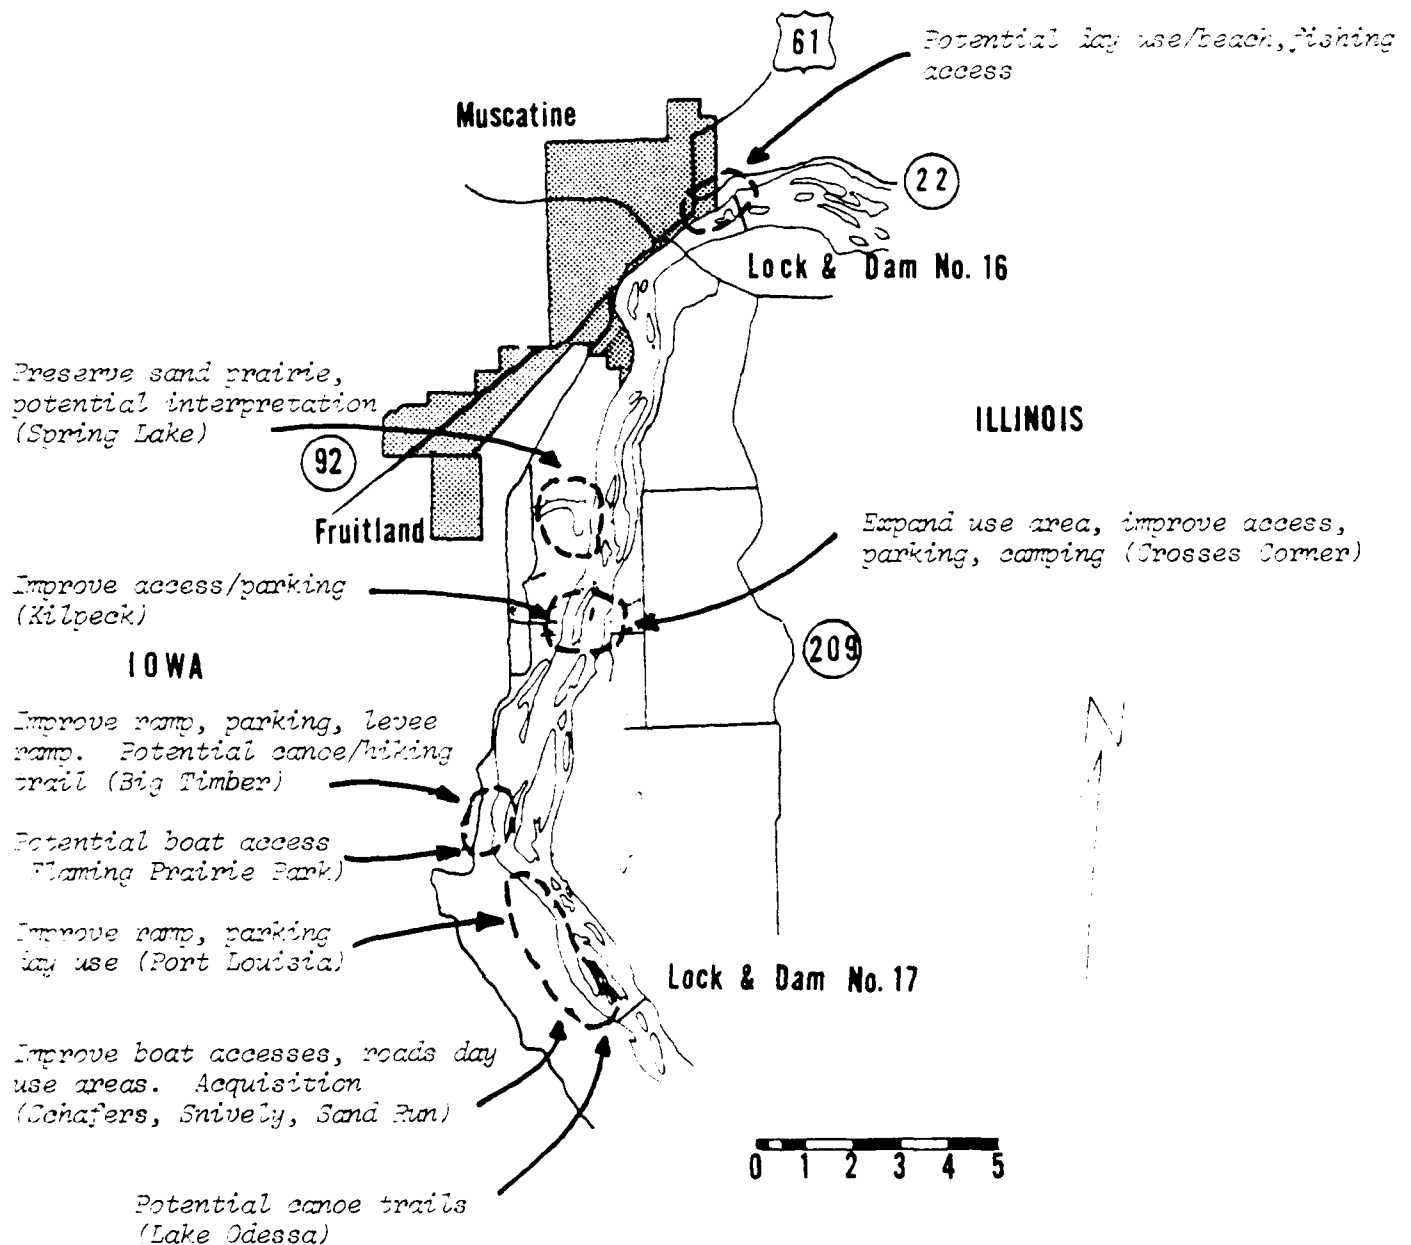 61
Potential day use/beach, fishing
access
Muscatine
22
Lock & Dam No. 16
Preserve sand prairie,
potential interpretation
(Spring Lake)
92
ILLINOIS
Fruitland
Expand use area, improve access,
parking, camping (Crosses Corner)
Improve access/parking
(Kilpeck)
IOWA
209
N
Improve ramp, parking, levee
ramp. Potential canoe/hiking
trail (Big Timber)
Potential boat access
Flaming Prairie Park)
Improve ramp, parking
day use (Port Louisia)
Lock & Dam No. 17
Improve boat accesses, roads day
use areas. Acquisition
(Schafers, Snively, Sand Run)
0 1 2 3 4 5
Potential canoe trails
(Lake Odessa)